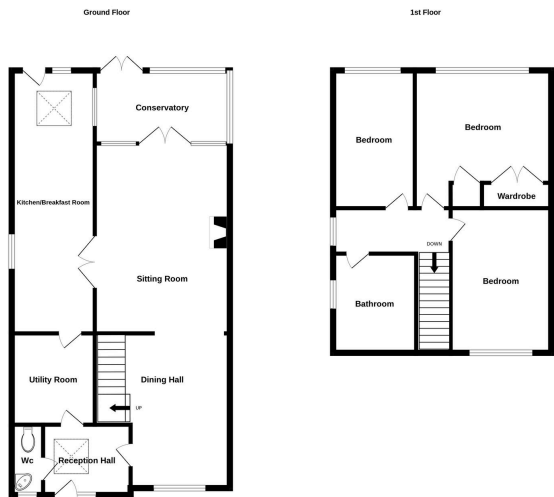 Ground Floor
1st Floor
Conservatory
Kitchen/Breakfast Room
Sitting Room
Utility Room
Dining Hall
UP
Wc
Reception Hall
Bedroom
Bedroom
Wardrobe
DOWN
Bathroom
Bedroom